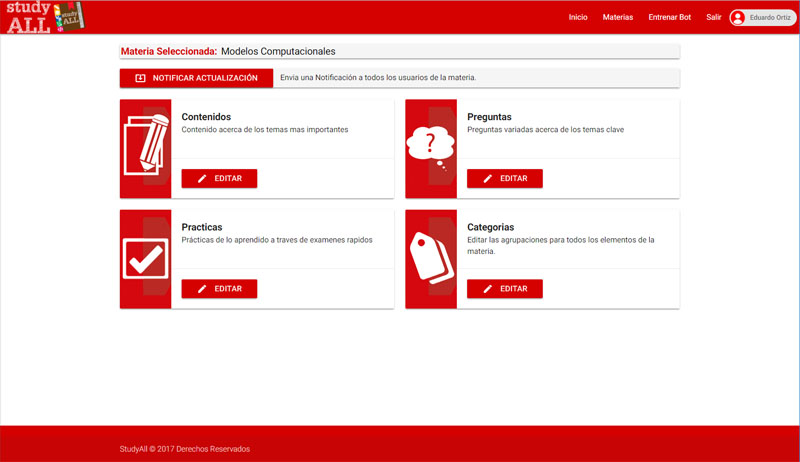 study
ALL
study
ALL
Inicio Materias Entrenar Bot Salir Eduardo Ortiz
Materia Seleccionada: Modelos Computacionales
NOTIFICAR ACTUALIZACIÓN Envia una Notificación a todos los usuarios de la materia.
Contenidos
Contenido acerca de los temas mas importantes
EDITAR
Preguntas
Preguntas variadas acerca de los temas clave
?
EDITAR
Practicas
Prácticas de lo aprendido a traves de examenes rapidos
EDITAR
Categorias
Editar las agrupaciones para todos los elementos de la
materia.
EDITAR
StudyAll © 2017 Derechos Reservados